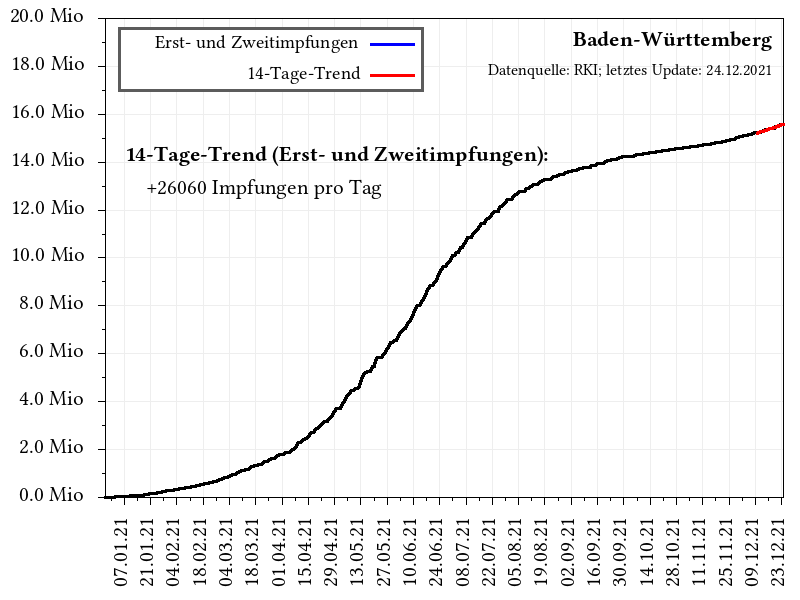 20.0 Mio
18.0 Mio
16.0 Mio
14.0 Mio
12.0 Mio
10.0 Mio
8.0 Mio
6.0 Mio
4.0 Mio
2.0 Mio
0.0 Mio
Erst- und Zweitimpfungen
14-Tage-Trend
Baden-Württemberg
Datenquelle: RKI; letztes Update: 24.12.2021
14-Tage-Trend (Erst- und Zweitimpfungen):
+26060 Impfungen pro Tag
07.01.21
21.01.21
04.02.21
18.02.21
04.03.21
18.03.21
01.04.21
15.04.21
29.04.21
13.05.21
27.05.21
10.06.21
24.06.21
08.07.21
22.07.21
05.08.21
19.08.21
02.09.21
16.09.21
30.09.21
14.10.21
28.10.21
11.11.21
25.11.21
09.12.21
23.12.21